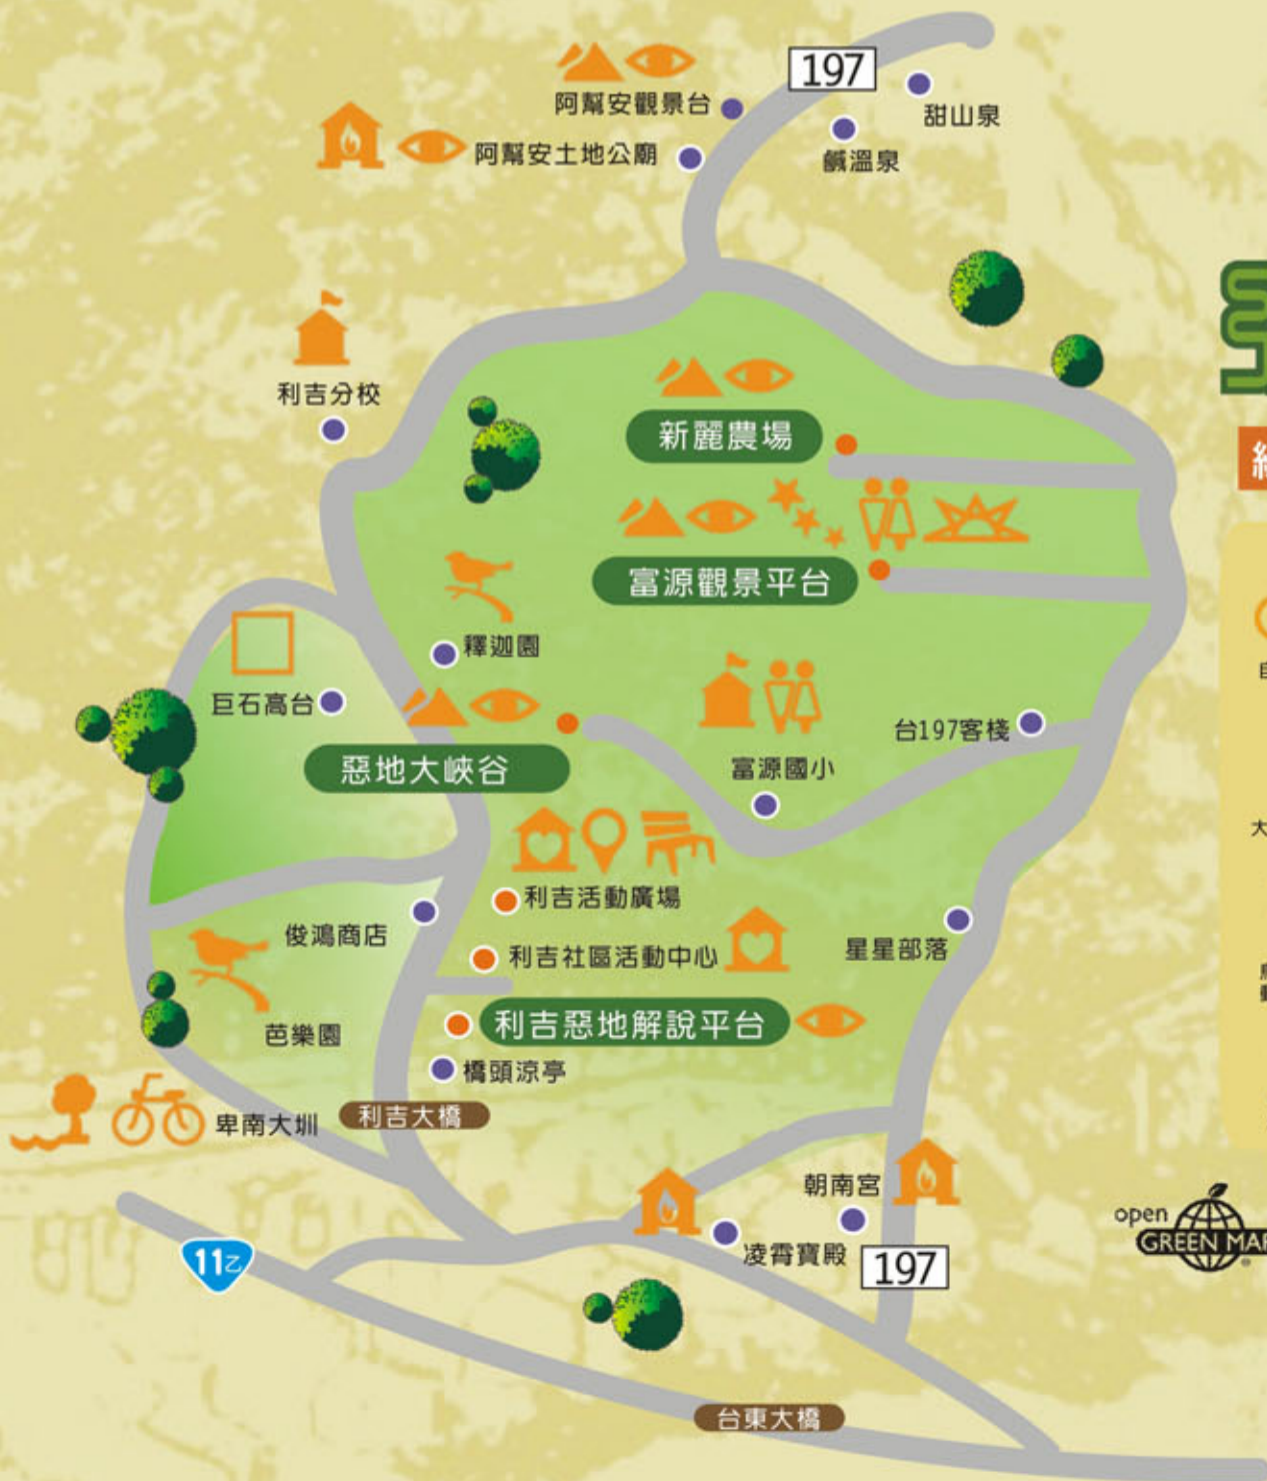 197
甜山泉
阿幫安觀景台
鹹溫泉
阿幫安土地公廟
利吉分校
新麗農場
富源觀景平台
釋迦園
巨石高台
台197客棧
惡地大峽谷
富源國小
利吉活動廣場
俊鴻商店
利吉社區活動中心
星星部落
利吉惡地解說平台
芭樂園
橋頭涼亭
利吉大橋
卑南大圳
朝南宮
open
GREEN MAP
凌霄寶殿
197
11乙
台東大橋